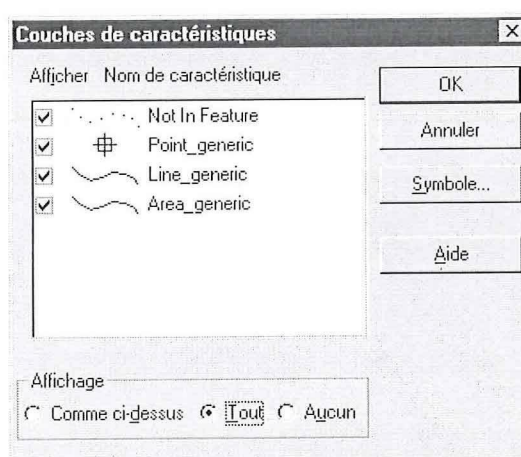 Couches de caractéristiques
Afficher Nom de caractéristique
Not In Feature
Point_generic
Line_generic
Area_generic
OK
Annuler
Symbole...
Aide
Affichage
Comme ci-dessus Tout Aucun